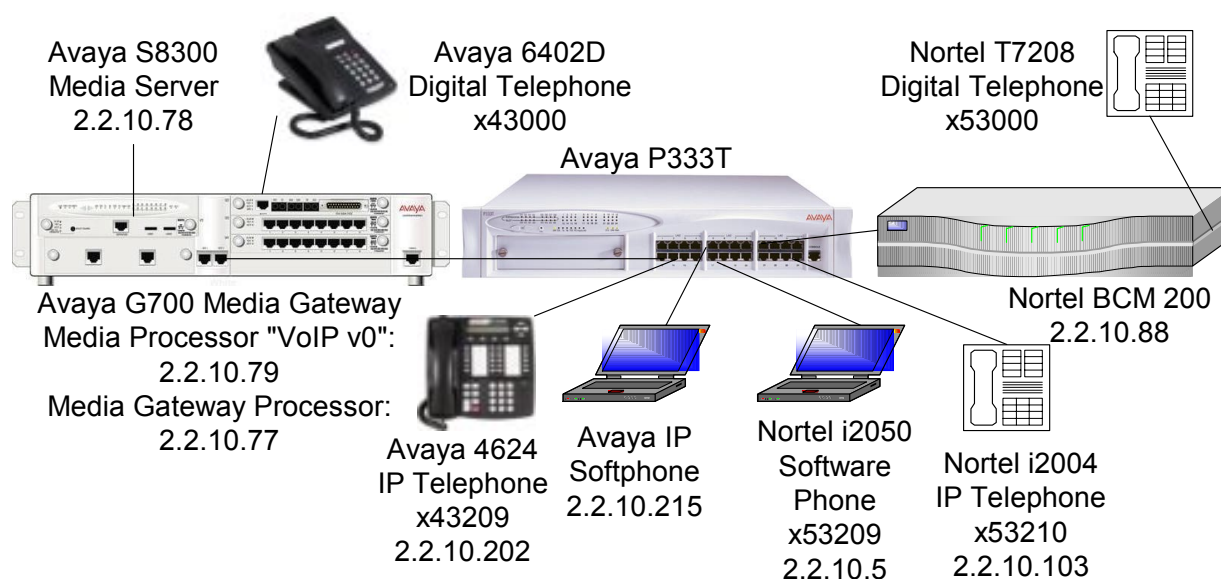 Avaya S8300
Media Server
2.2.10.78
Avaya 6402D
Digital Telephone
x43000
Nortel T7208
Digital Telephone
x53000
Avaya P333T
AVAYA
AVAYA
Avaya G700 Media Gateway
Media Processor "VoIP v0":
2.2.10.79
Media Gateway Processor:
2.2.10.77
Nortel BCM 200
2.2.10.88
Avaya 4624
IP Telephone
x43209
2.2.10.202
Avaya IP
Softphone
2.2.10.215
Nortel i2050
Software
Phone
x53209
2.2.10.5
Nortel i2004
IP Telephone
x53210
2.2.10.103